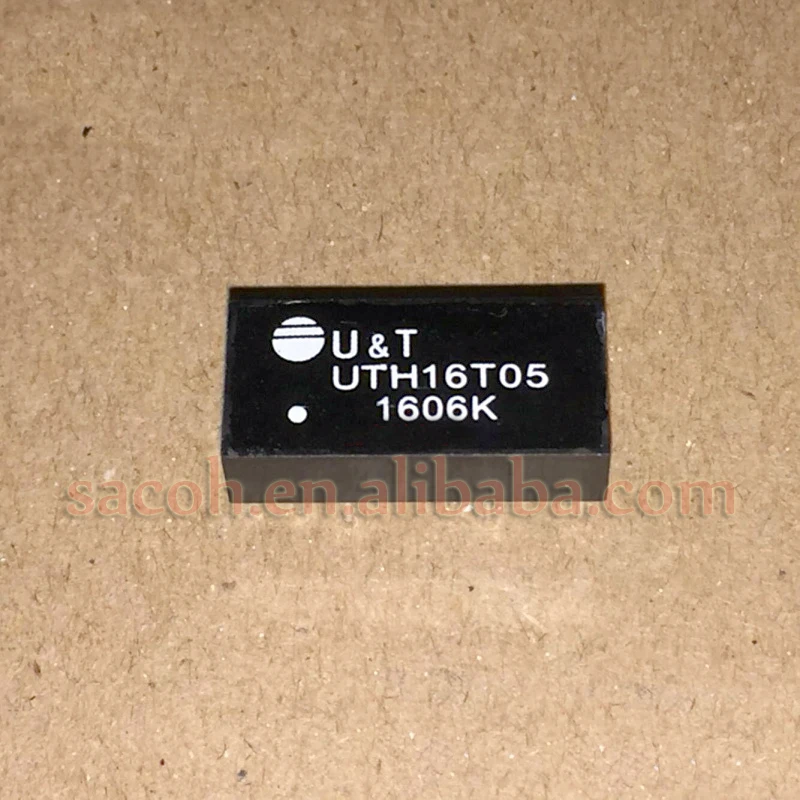 U & T
UTH16T05
1606K
sacoh.en.alibaba.com